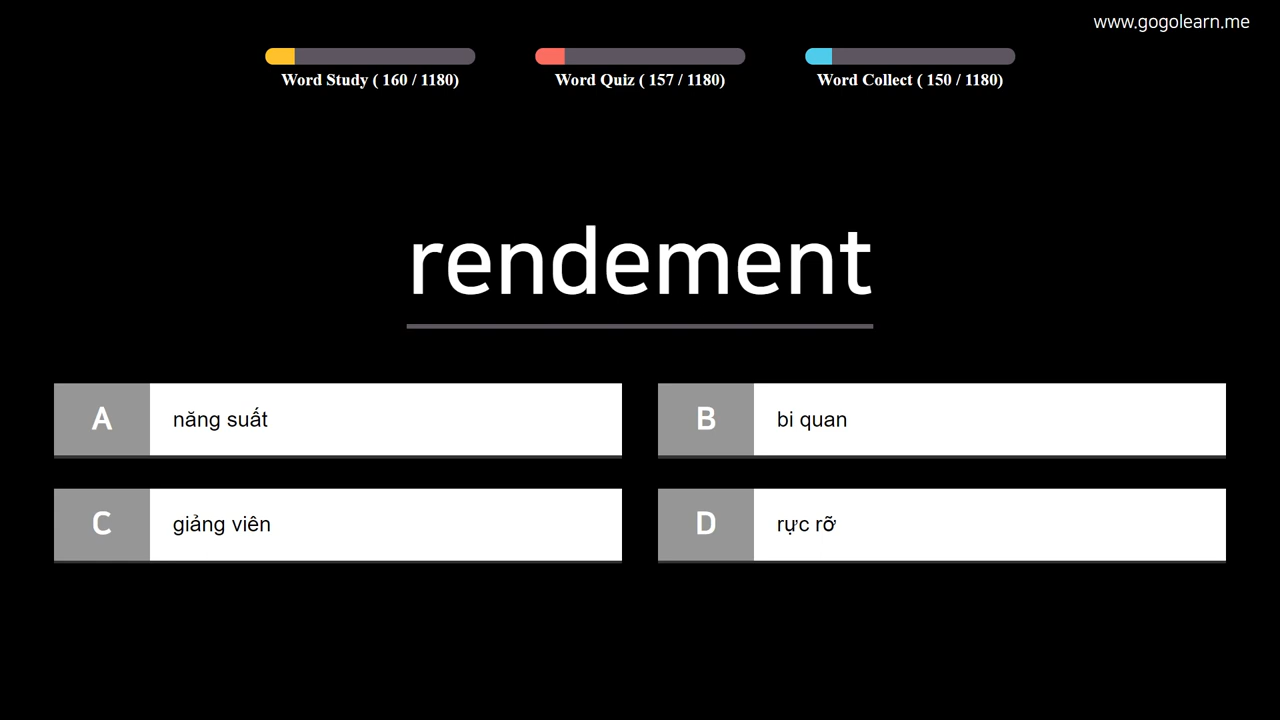 www.gogolearn.me
Word Study ( 160 / 1180)
Word Quiz ( 157 / 1180)
Word Collect ( 150 / 1180)
rendement
A năng suất
B bi quan
C giảng viên
D rực rỡ